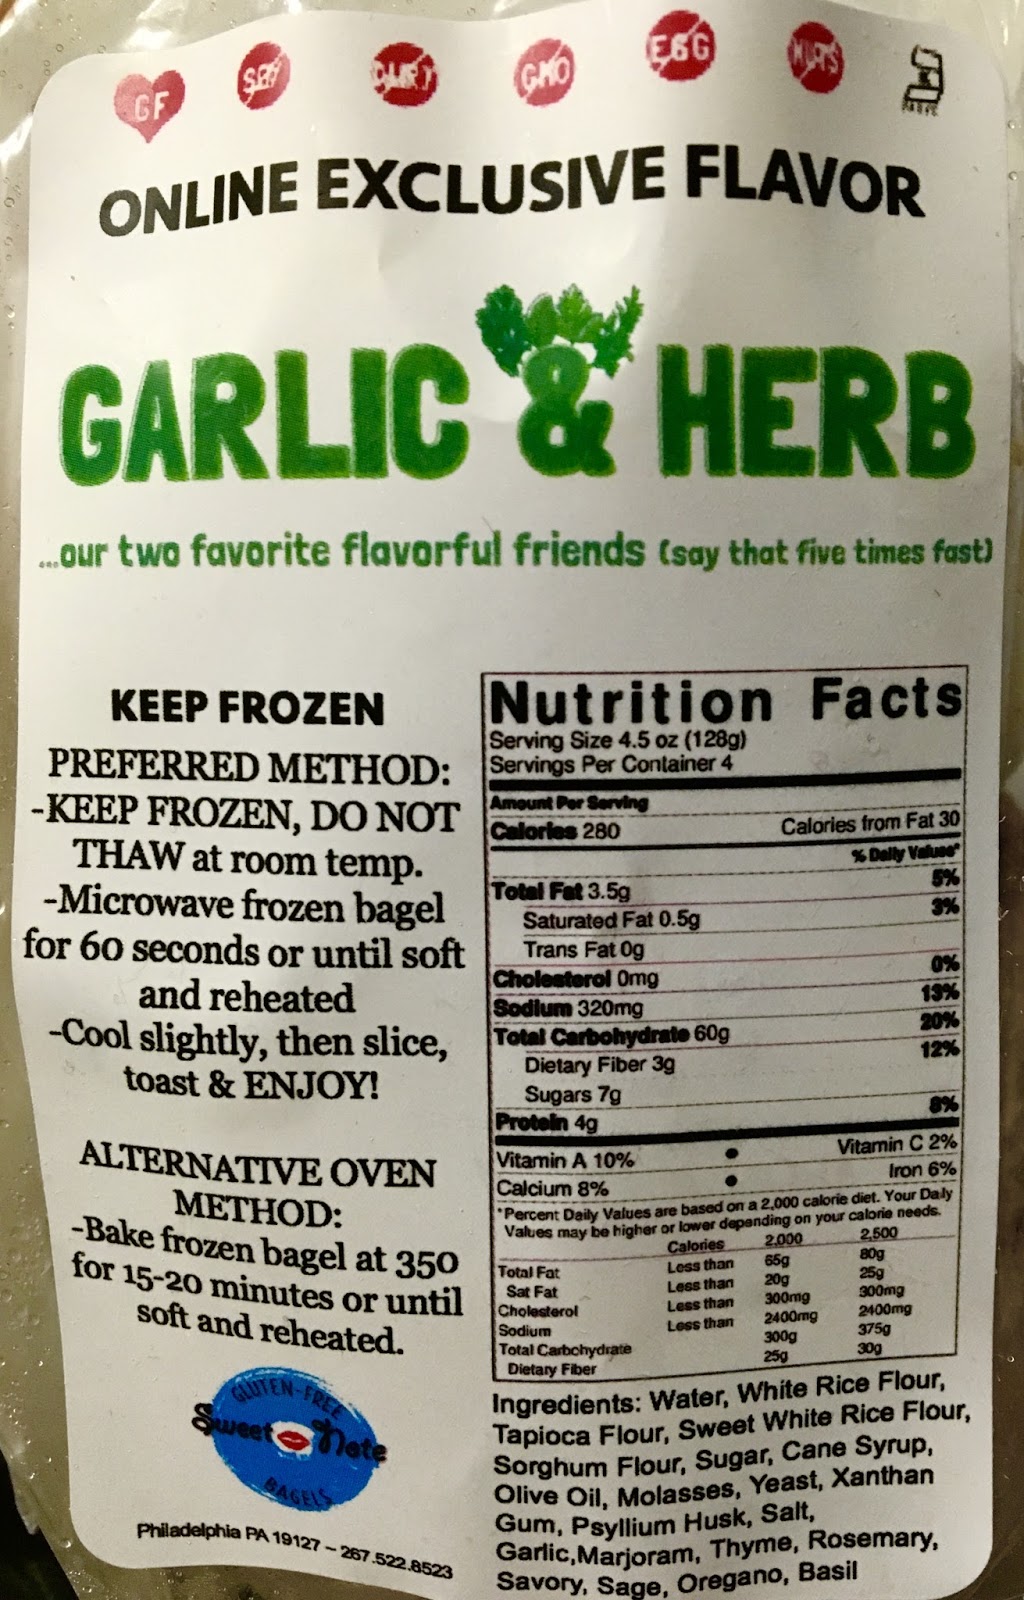 GF
SOY
DAIRY
GMO
EGG
NUTS
ONLINE EXCLUSIVE FLAVOR
GARLIC & HERB
...our two favorite flavorful friends (say that five times fast)
KEEP FROZEN
PREFERRED METHOD:
-KEEP FROZEN, DO NOT
THAW at room temp.
-Microwave frozen bagel
for 60 seconds or until soft
and reheated
-Cool slightly, then slice,
toast & ENJOY!
ALTERNATIVE OVEN
METHOD:
-Bake frozen bagel at 350
for 15-20 minutes or until
soft and reheated.
GLUTEN-FREE
Sweet Note
BAGELS
Philadelphia PA 19127 – 267.522.8523
Nutrition Facts
Serving Size 4.5 oz (128g)
Servings Per Container 4
Amount Per Serving
Calories 280 Calories from Fat 30
% Daily Values*
Total Fat 3.5g 5%
Saturated Fat 0.5g 3%
Trans Fat 0g
Cholesterol 0mg 0%
Sodium 320mg 13%
Total Carbohydrate 60g 20%
Dietary Fiber 3g 12%
Sugars 7g
Protein 4g 8%
Vitamin A 10% • Vitamin C 2%
Calcium 8% • Iron 6%
*Percent Daily Values are based on a 2,000 calorie diet. Your Daily
Values may be higher or lower depending on your calorie needs.
Calories 2,000 2,500
Total Fat Less than 65g 80g
Sat Fat Less than 20g 25g
Cholesterol Less than 300mg 300mg
Sodium Less than 2400mg 2400mg
Total Carbohydrate 300g 375g
Dietary Fiber 25g 30g
Ingredients: Water, White Rice Flour,
Tapioca Flour, Sweet White Rice Flour,
Sorghum Flour, Sugar, Cane Syrup,
Olive Oil, Molasses, Yeast, Xanthan
Gum, Psyllium Husk, Salt,
Garlic,Marjoram, Thyme, Rosemary,
Savory, Sage, Oregano, Basil